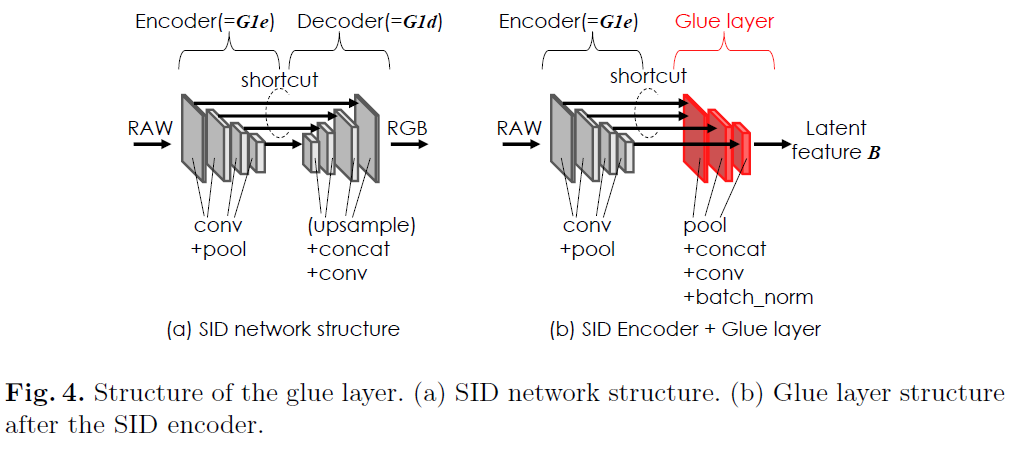 Encoder(=G1e) Decoder(=G1d)
shortcut
RAW
RGB
conv
+pool
(upsample)
+concat
+conv
(a) SID network structure
Encoder(=G1e) Glue layer
shortcut
RAW
Latent
feature B
conv
+pool
pool
+concat
+conv
+batch_norm
(b) SID Encoder + Glue layer
Fig. 4. Structure of the glue layer. (a) SID network structure. (b) Glue layer structure
after the SID encoder.